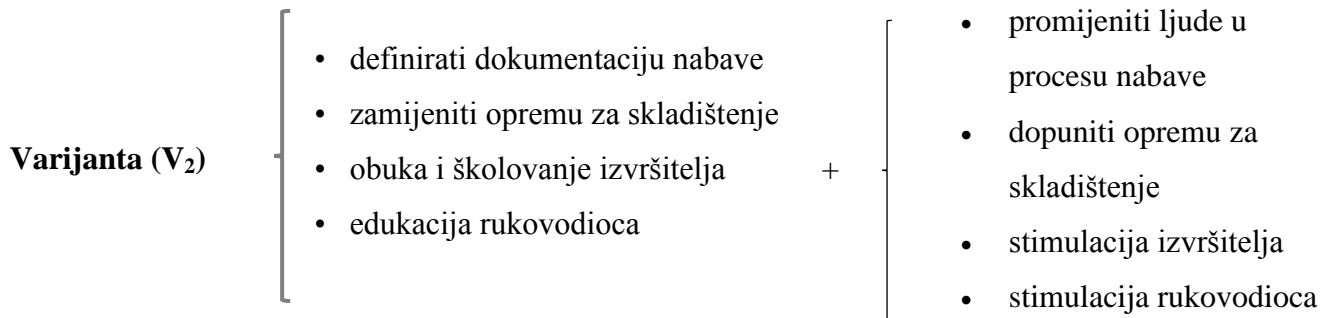 Varijanta (V₂)
• definirati dokumentaciju nabave
• zamijeniti opremu za skladištenje
• obuka i školovanje izvršitelja
• edukacija rukovodioca
+
• promijeniti ljude u
procesu nabave
• dopuniti opremu za
skladištenje
• stimulacija izvršitelja
• stimulacija rukovodioca